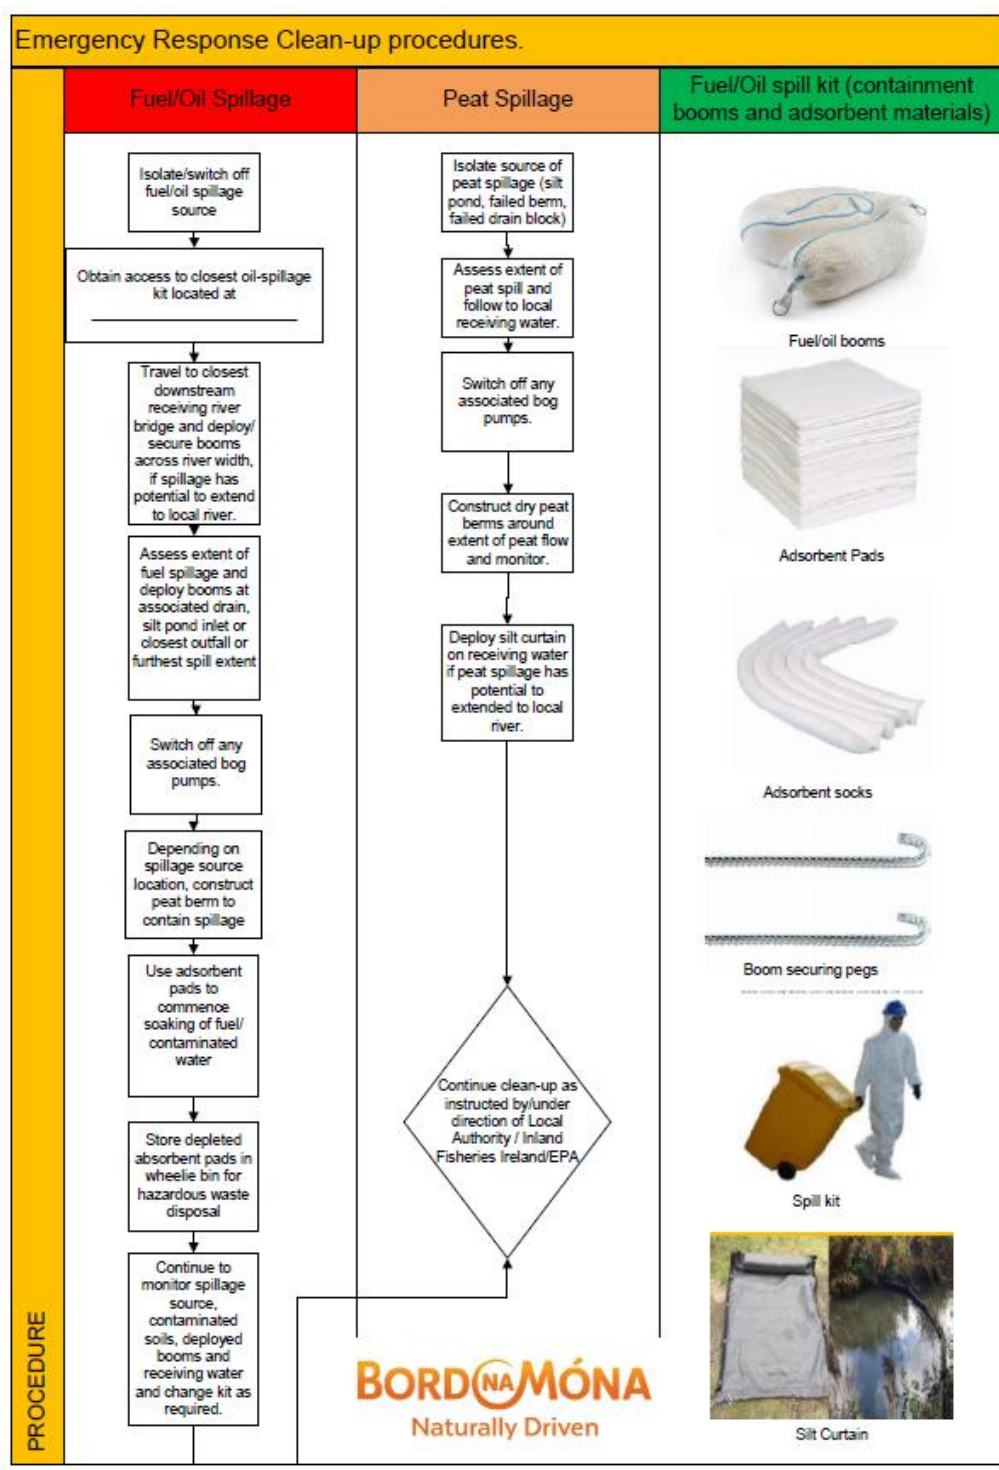 Emergency Response Clean-up procedures.
PROCEDURE
Fuel/Oil Spillage
Isolate/switch off
fuel/oil spillage
source
Obtain access to closest oil-spillage
kit located at
Travel to closest
downstream
receiving river
bridge and deploy/
secure booms
across river width,
if spillage has
potential to extend
to local river.
Assess extent of
fuel spillage and
deploy booms at
associated drain,
silt pond inlet or
closest outfall or
furthest spill extent
Switch off any
associated bog
pumps.
Depending on
spillage source
location, construct
peat berm to
contain spillage
Use adsorbent
pads to
commence
soaking of fuel/
contaminated
water
Store depleted
absorbent pads in
wheelie bin for
hazardous waste
disposal
Continue to
monitor spillage
source,
contaminated
soils, deployed
booms and
receiving water
and change kit as
required.
Peat Spillage
Isolate source of
peat spillage (silt
pond, failed berm,
failed drain block)
Assess extent of
peat spill and
follow to local
receiving water.
Switch off any
associated bog
pumps.
Construct dry peat
berms around
extent of peat flow
and monitor.
Deploy silt curtain
on receiving water
if peat spillage has
potential to
extended to local
river.
Continue clean-up as
instructed by/under
direction of Local
Authority / Inland
Fisheries Ireland/EPA
BORD NA MÓNA
Naturally Driven
Fuel/Oil spill kit (containment
booms and adsorbent materials)
Fuel/oil booms
Adsorbent Pads
Adsorbent socks
Boom securing pegs
Spill kit
Silt Curtain